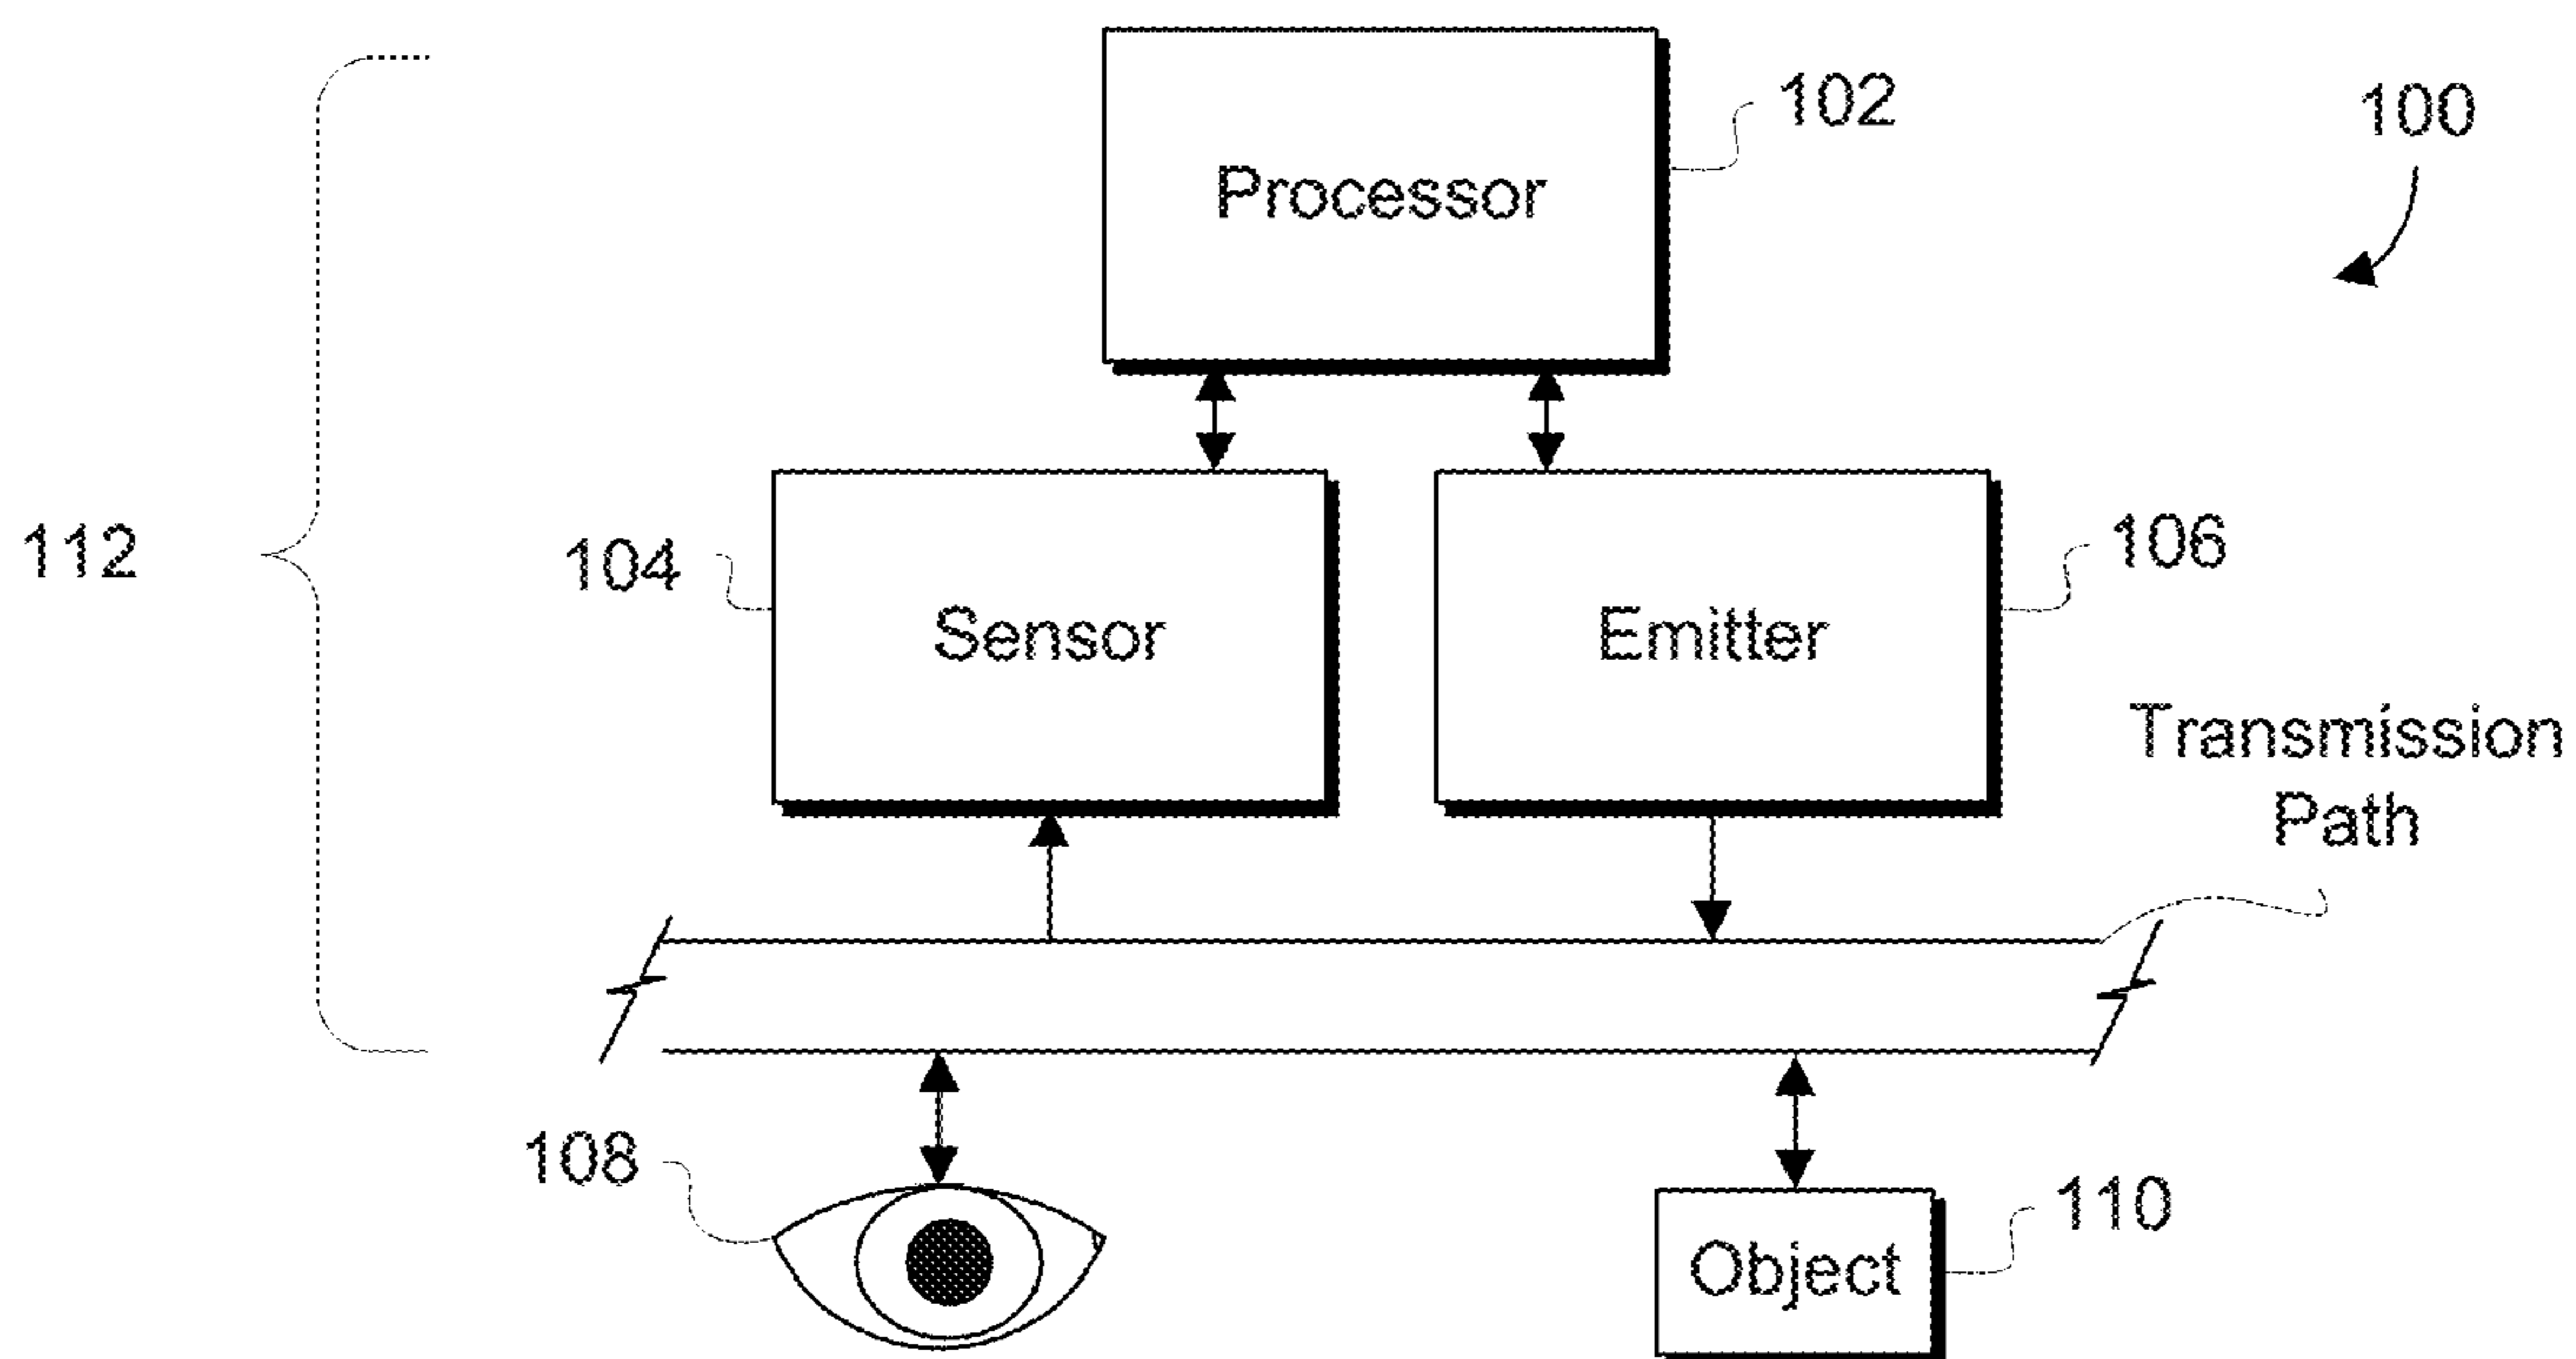 102
100
Processor
112
104
106
Sensor
Emitter
Transmission
Path
108
110
Object